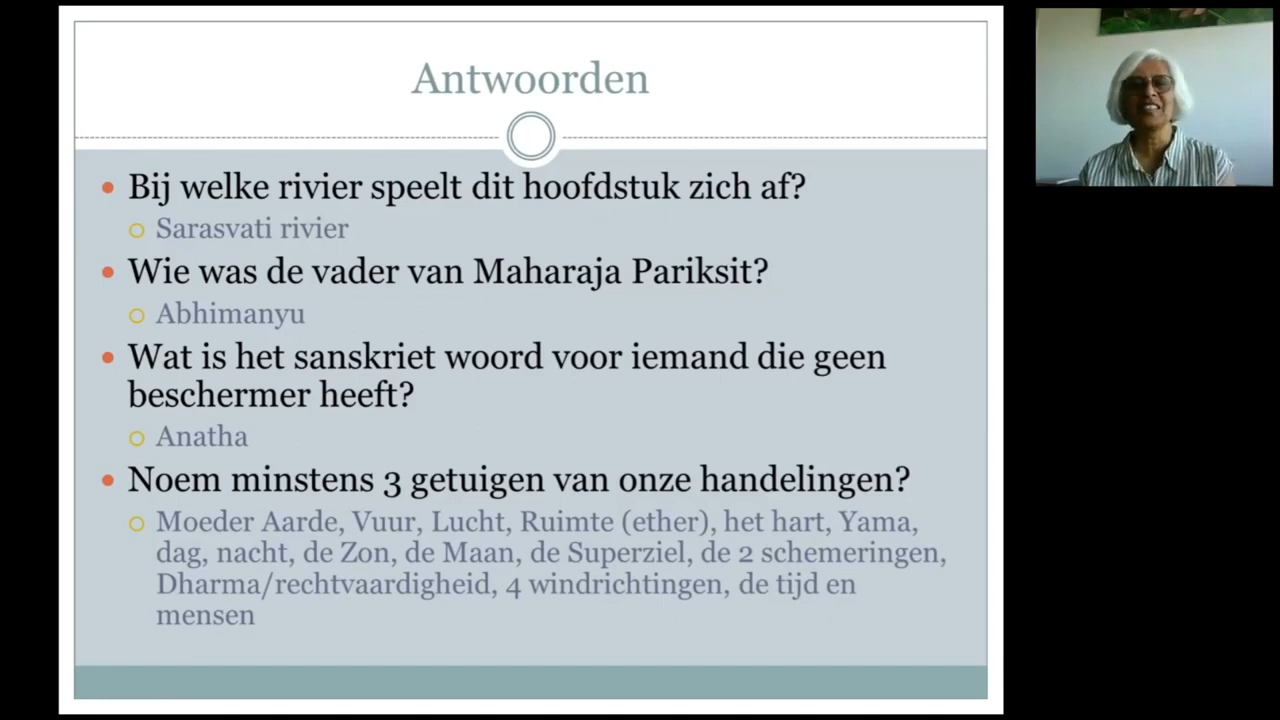 Antwoorden
Bij welke rivier speelt dit hoofdstuk zich af?
Sarasvati rivier
Wie was de vader van Maharaja Pariksit?
Abhimanyu
Wat is het sanskriet woord voor iemand die geen
beschermer heeft?
Anatha
Noem minstens 3 getuigen van onze handelingen?
Moeder Aarde, Vuur, Lucht, Ruimte (ether), het hart, Yama,
dag, nacht, de Zon, de Maan, de Superziel, de 2 schemeringen,
Dharma/rechtvaardigheid, 4 windrichtingen, de tijd en
mensen